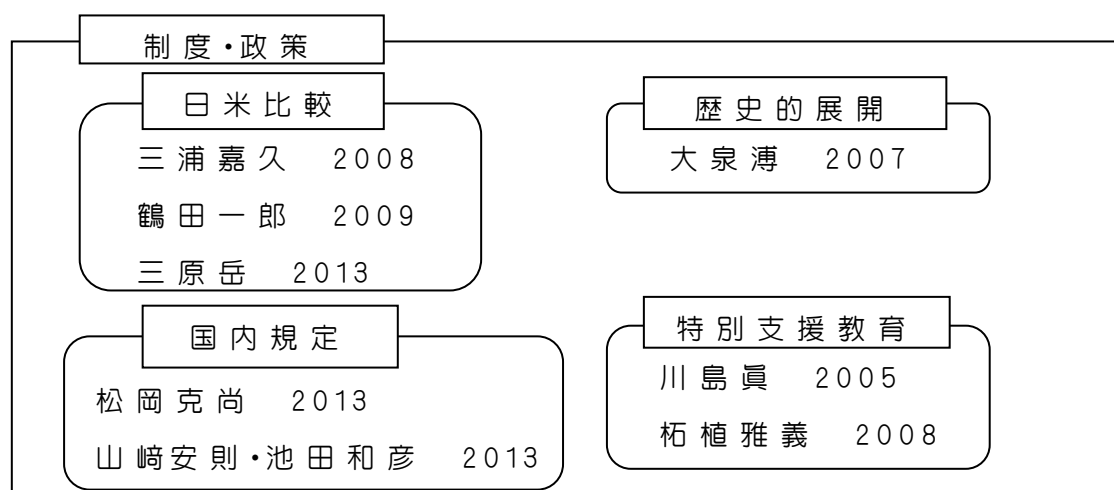 制度・政策
日米比較
三浦嘉久 2008
鶴田一郎 2009
三原岳 2013
歴史的展開
大泉溥 2007
国内規定
松岡克尚 2013
山﨑安則・池田和彦 2013
特別支援教育
川島眞 2005
柘植雅義 2008